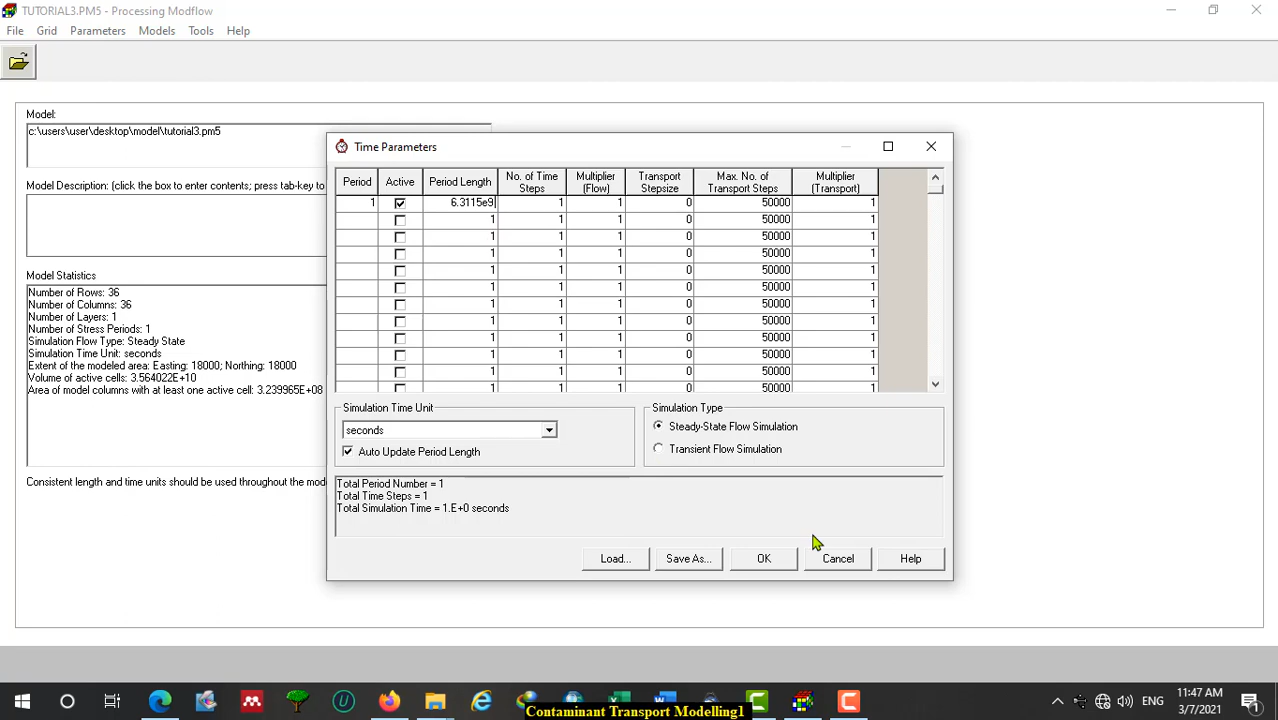 TUTORIAL3.PM5 - Processing Modflow
File Grid Parameters Models Tools Help
Model:
c:\users\user\desktop\model\tutorial3.pm5
Model Description: (click the box to enter contents; press tab-key to
Model Statistics
Number of Rows: 36
Number of Columns: 36
Number of Layers: 1
Number of Stress Periods: 1
Simulation Flow Type: Steady State
Simulation Time Unit: seconds
Extent of the modeled area: Easting: 18000; Northing: 18000
Volume of active cells: 3.564022E+10
Area of model columns with at least one active cell: 3.239965E+08
Consistent length and time units should be used throughout the mod
Time Parameters
Period Active Period Length No. of Time Steps Multiplier (Flow) Transport Stepsize Max. No. of Transport Steps Multiplier (Transport)
1 6.3115e9 1 1 0 50000 1
1 1 1 0 50000 1
1 1 1 0 50000 1
1 1 1 0 50000 1
1 1 1 0 50000 1
1 1 1 0 50000 1
1 1 1 0 50000 1
1 1 1 0 50000 1
1 1 1 0 50000 1
1 1 1 0 50000 1
1 1 1 0 50000 1
1 1 1 0 50000 1
Simulation Time Unit
seconds
Auto Update Period Length
Simulation Type
Steady-State Flow Simulation
Transient Flow Simulation
Total Period Number = 1
Total Time Steps = 1
Total Simulation Time = 1.E+0 seconds
Load... Save As... OK Cancel Help
ENG
11:47 AM
3/7/2021
Contaminant Transport Modelling1